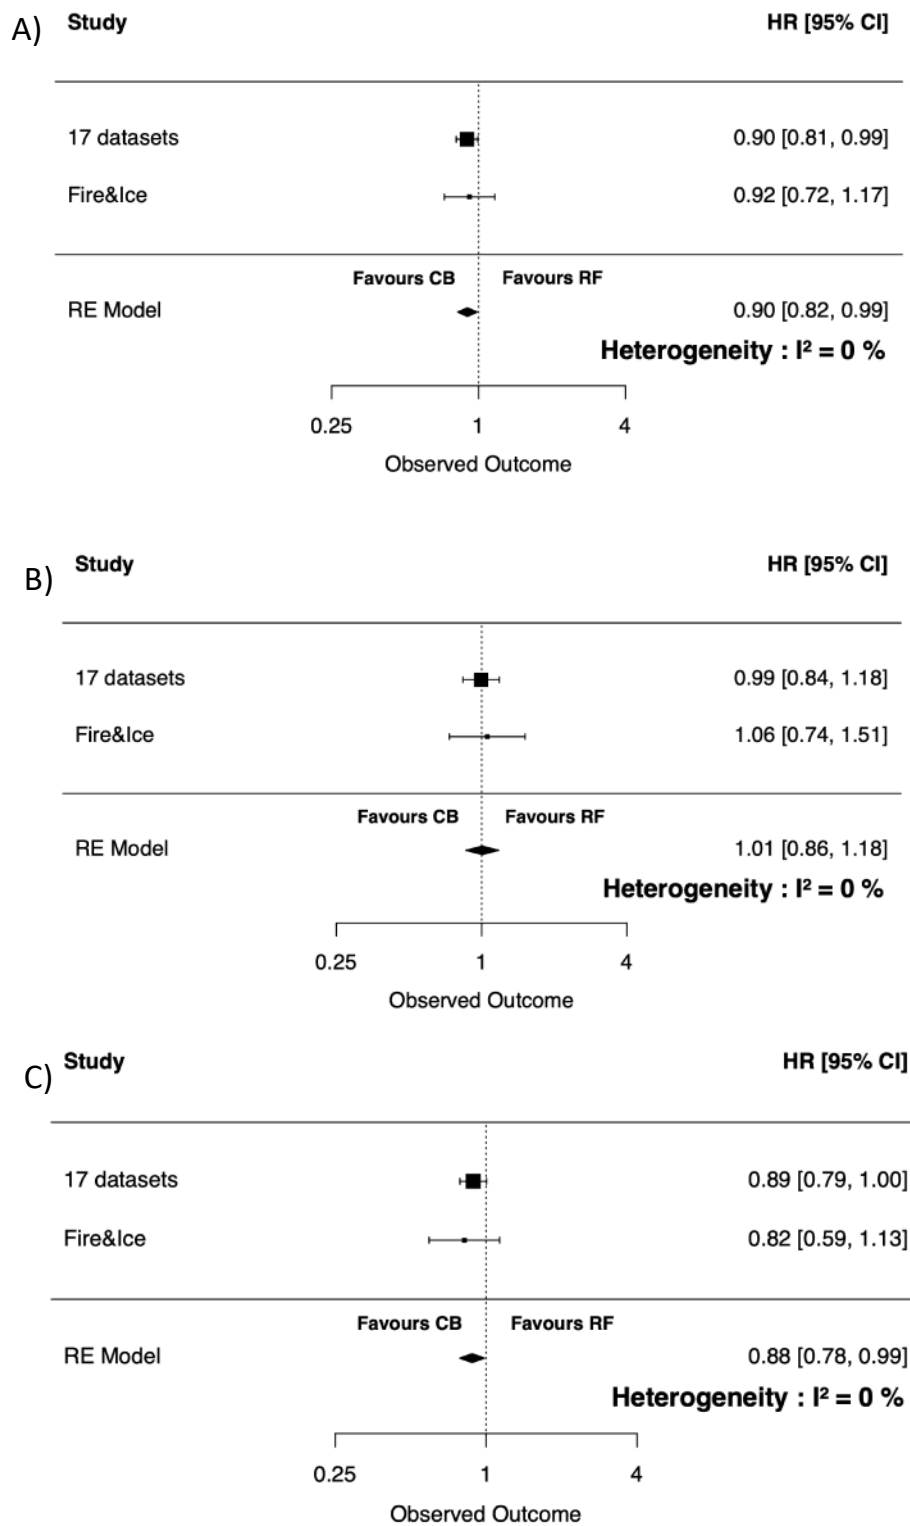 A) Study HR [95% CI]
17 datasets 0.90 [0.81, 0.99]
Fire&Ice 0.92 [0.72, 1.17]
Favours CB Favours RF
RE Model 0.90 [0.82, 0.99]
Heterogeneity : I² = 0 %
0.25 1 4
Observed Outcome
B) Study HR [95% CI]
17 datasets 0.99 [0.84, 1.18]
Fire&Ice 1.06 [0.74, 1.51]
Favours CB Favours RF
RE Model 1.01 [0.86, 1.18]
Heterogeneity : I² = 0 %
0.25 1 4
Observed Outcome
C) Study HR [95% CI]
17 datasets 0.89 [0.79, 1.00]
Fire&Ice 0.82 [0.59, 1.13]
Favours CB Favours RF
RE Model 0.88 [0.78, 0.99]
Heterogeneity : I² = 0 %
0.25 1 4
Observed Outcome